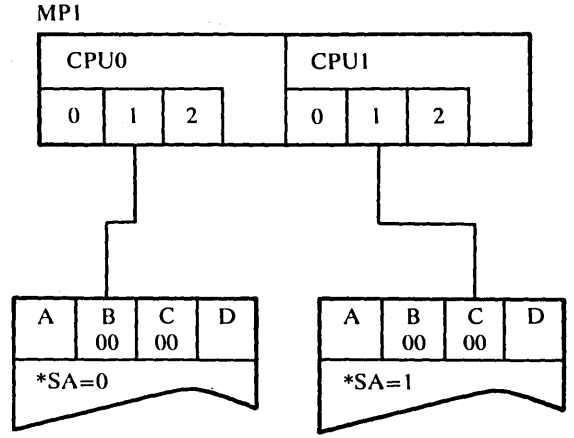 MP1
CPU0 CPU1
0 1 2 0 1 2
A B C D A B C D
00 00 00 00
*SA=0 *SA=1